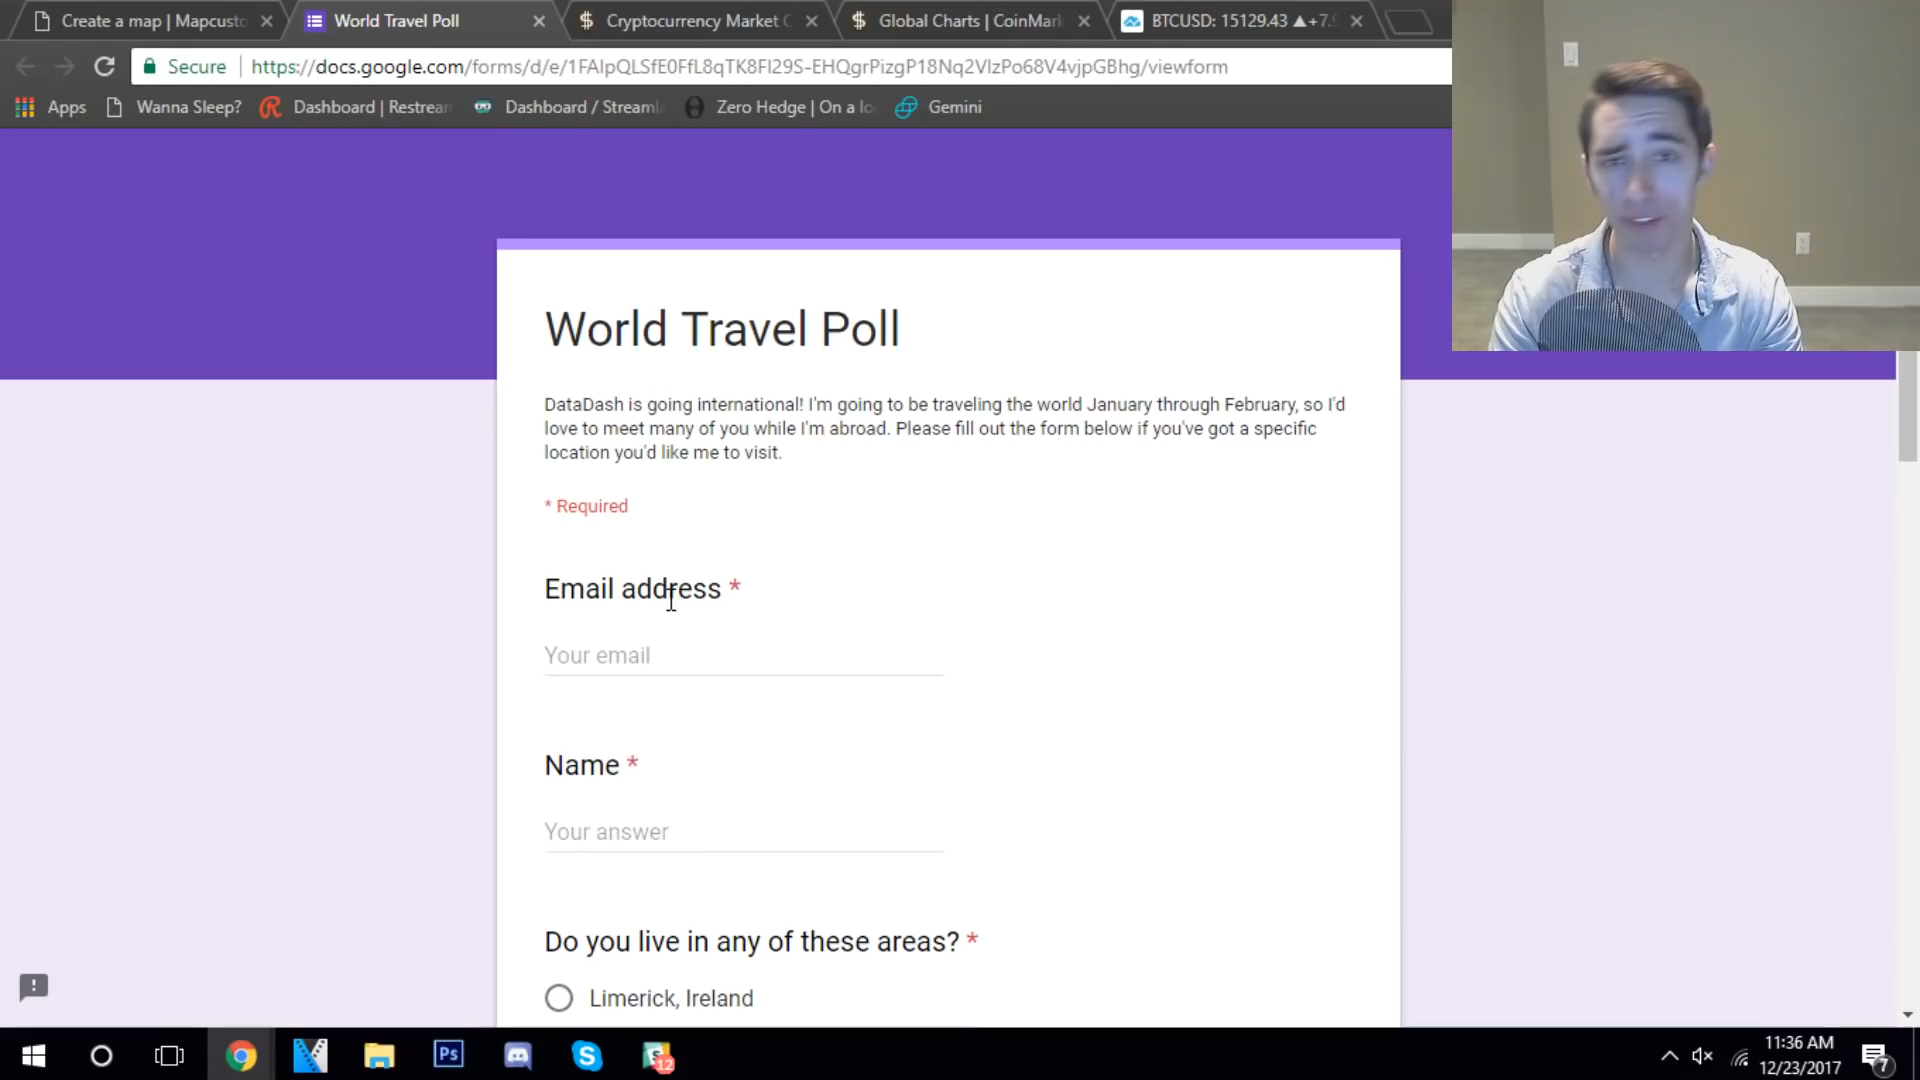 Create a map | Mapcusto
World Travel Poll
Cryptocurrency Market C
Global Charts | CoinMark
BTCUSD: 15129.43 ▲+7.9
Secure
https://docs.google.com/forms/d/e/1FAIpQLSfE0FfL8qTK8FI29S-EHQgrPizgP18Nq2VIzPo68V4vjpGBhg/viewform
Apps
Wanna Sleep?
Dashboard | Restrean
Dashboard / Streaml
Zero Hedge | On a lo
Gemini
World Travel Poll
DataDash is going international! I'm going to be traveling the world January through February, so I'd
love to meet many of you while I'm abroad. Please fill out the form below if you've got a specific
location you'd like me to visit.
* Required
Email address *
Your email
Name *
Your answer
Do you live in any of these areas? *
Limerick, Ireland
Ps
12
11:36 AM
12/23/2017
7